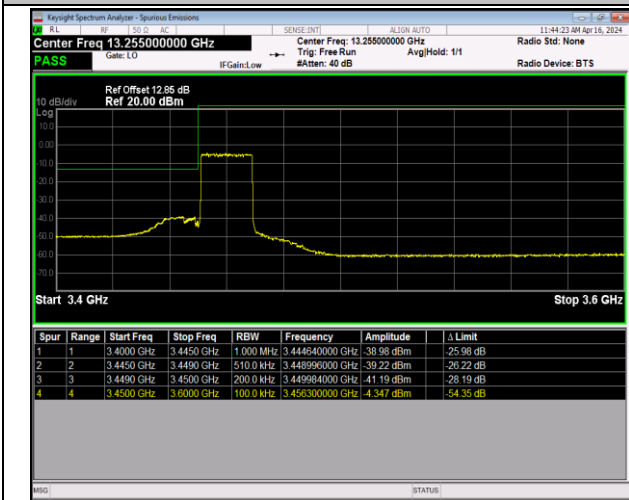 Keysight Spectrum Analyzer - Spurious Emissions
RL RF 50 Ω AC SENSE:INT ALIGN AUTO 11:44:23 AM Apr 16, 2024
Center Freq 13.255000000 GHz Center Freq: 13.255000000 GHz Radio Std: None
Gate: LO Trig: Free Run Avg|Hold: 1/1
PASS IFGain:Low #Atten: 40 dB Radio Device: BTS
Ref Offset 12.85 dB
10 dB/div Ref 20.00 dBm
Log
10.0
0.00
-10.0
-20.0
-30.0
-40.0
-50.0
-60.0
-70.0
Start 3.4 GHz Stop 3.6 GHz
Spur Range Start Freq Stop Freq RBW Frequency Amplitude Δ Limit
1 1 3.4000 GHz 3.4450 GHz 1.000 MHz 3.444640000 GHz -38.98 dBm -25.98 dB
2 2 3.4450 GHz 3.4490 GHz 510.0 kHz 3.448996000 GHz -39.22 dBm -26.22 dB
3 3 3.4490 GHz 3.4500 GHz 200.0 kHz 3.449984000 GHz -41.19 dBm -28.19 dB
4 4 3.4500 GHz 3.6000 GHz 100.0 kHz 3.456300000 GHz -4.347 dBm -54.35 dB
MSG STATUS